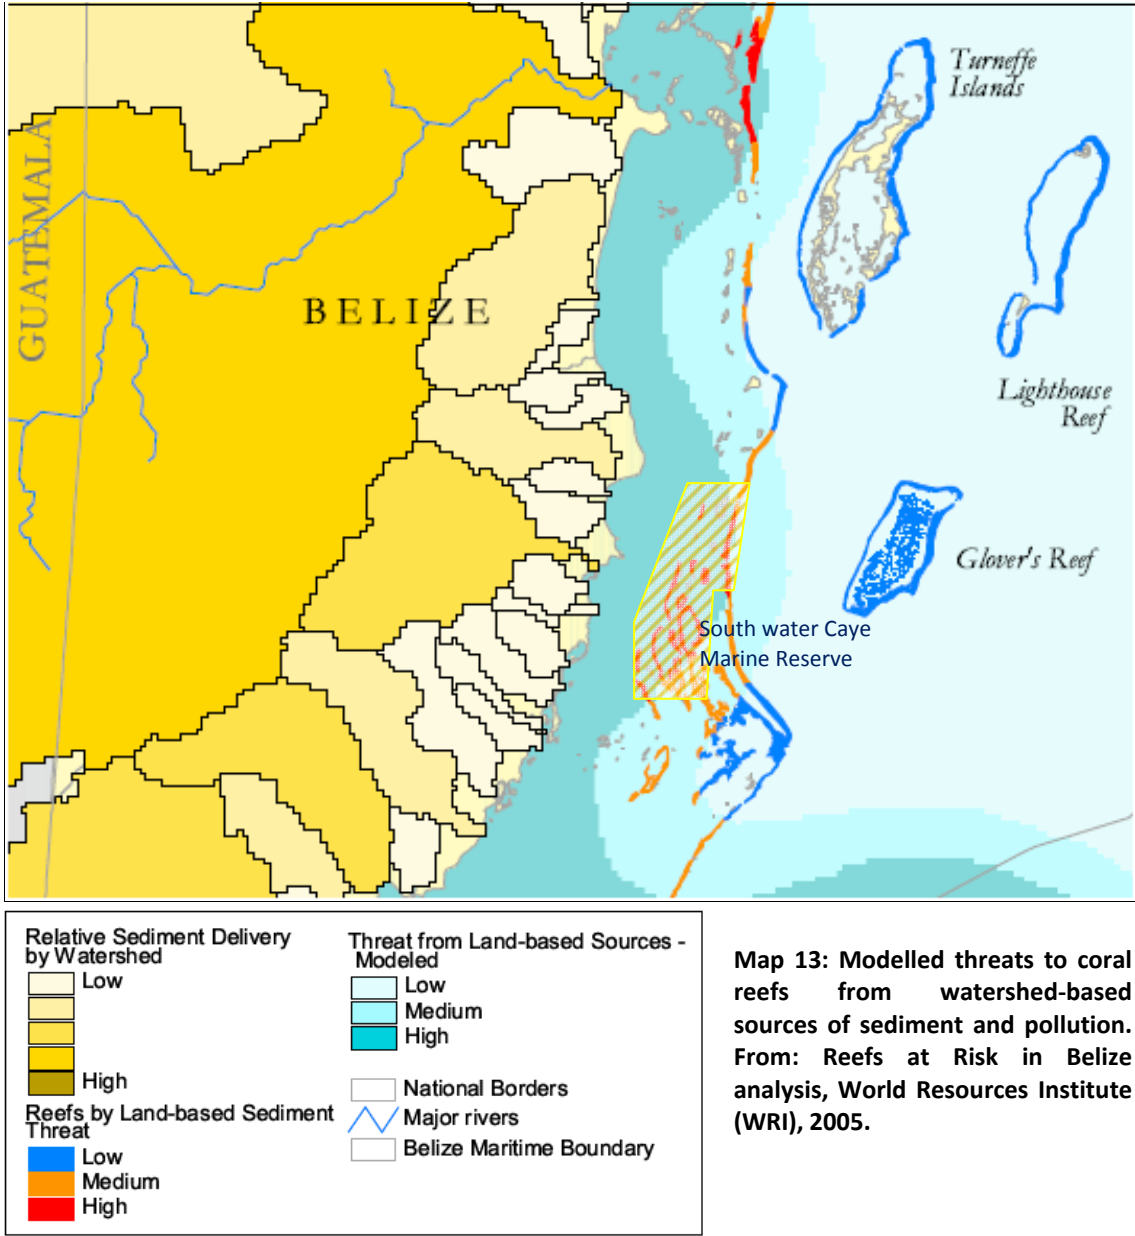 Turneffe
Islands
GUATEMALA
BELIZE
Lighthouse
Reef
Glover's Reef
South water Caye
Marine Reserve
Relative Sediment Delivery
by Watershed
Low
High
Reefs by Land-based Sediment
Threat
Low
Medium
High
Threat from Land-based Sources -
Modeled
Low
Medium
High
National Borders
Major rivers
Belize Maritime Boundary
Map 13: Modelled threats to coral
reefs from watershed-based
sources of sediment and pollution.
From: Reefs at Risk in Belize
analysis, World Resources Institute
(WRI), 2005.